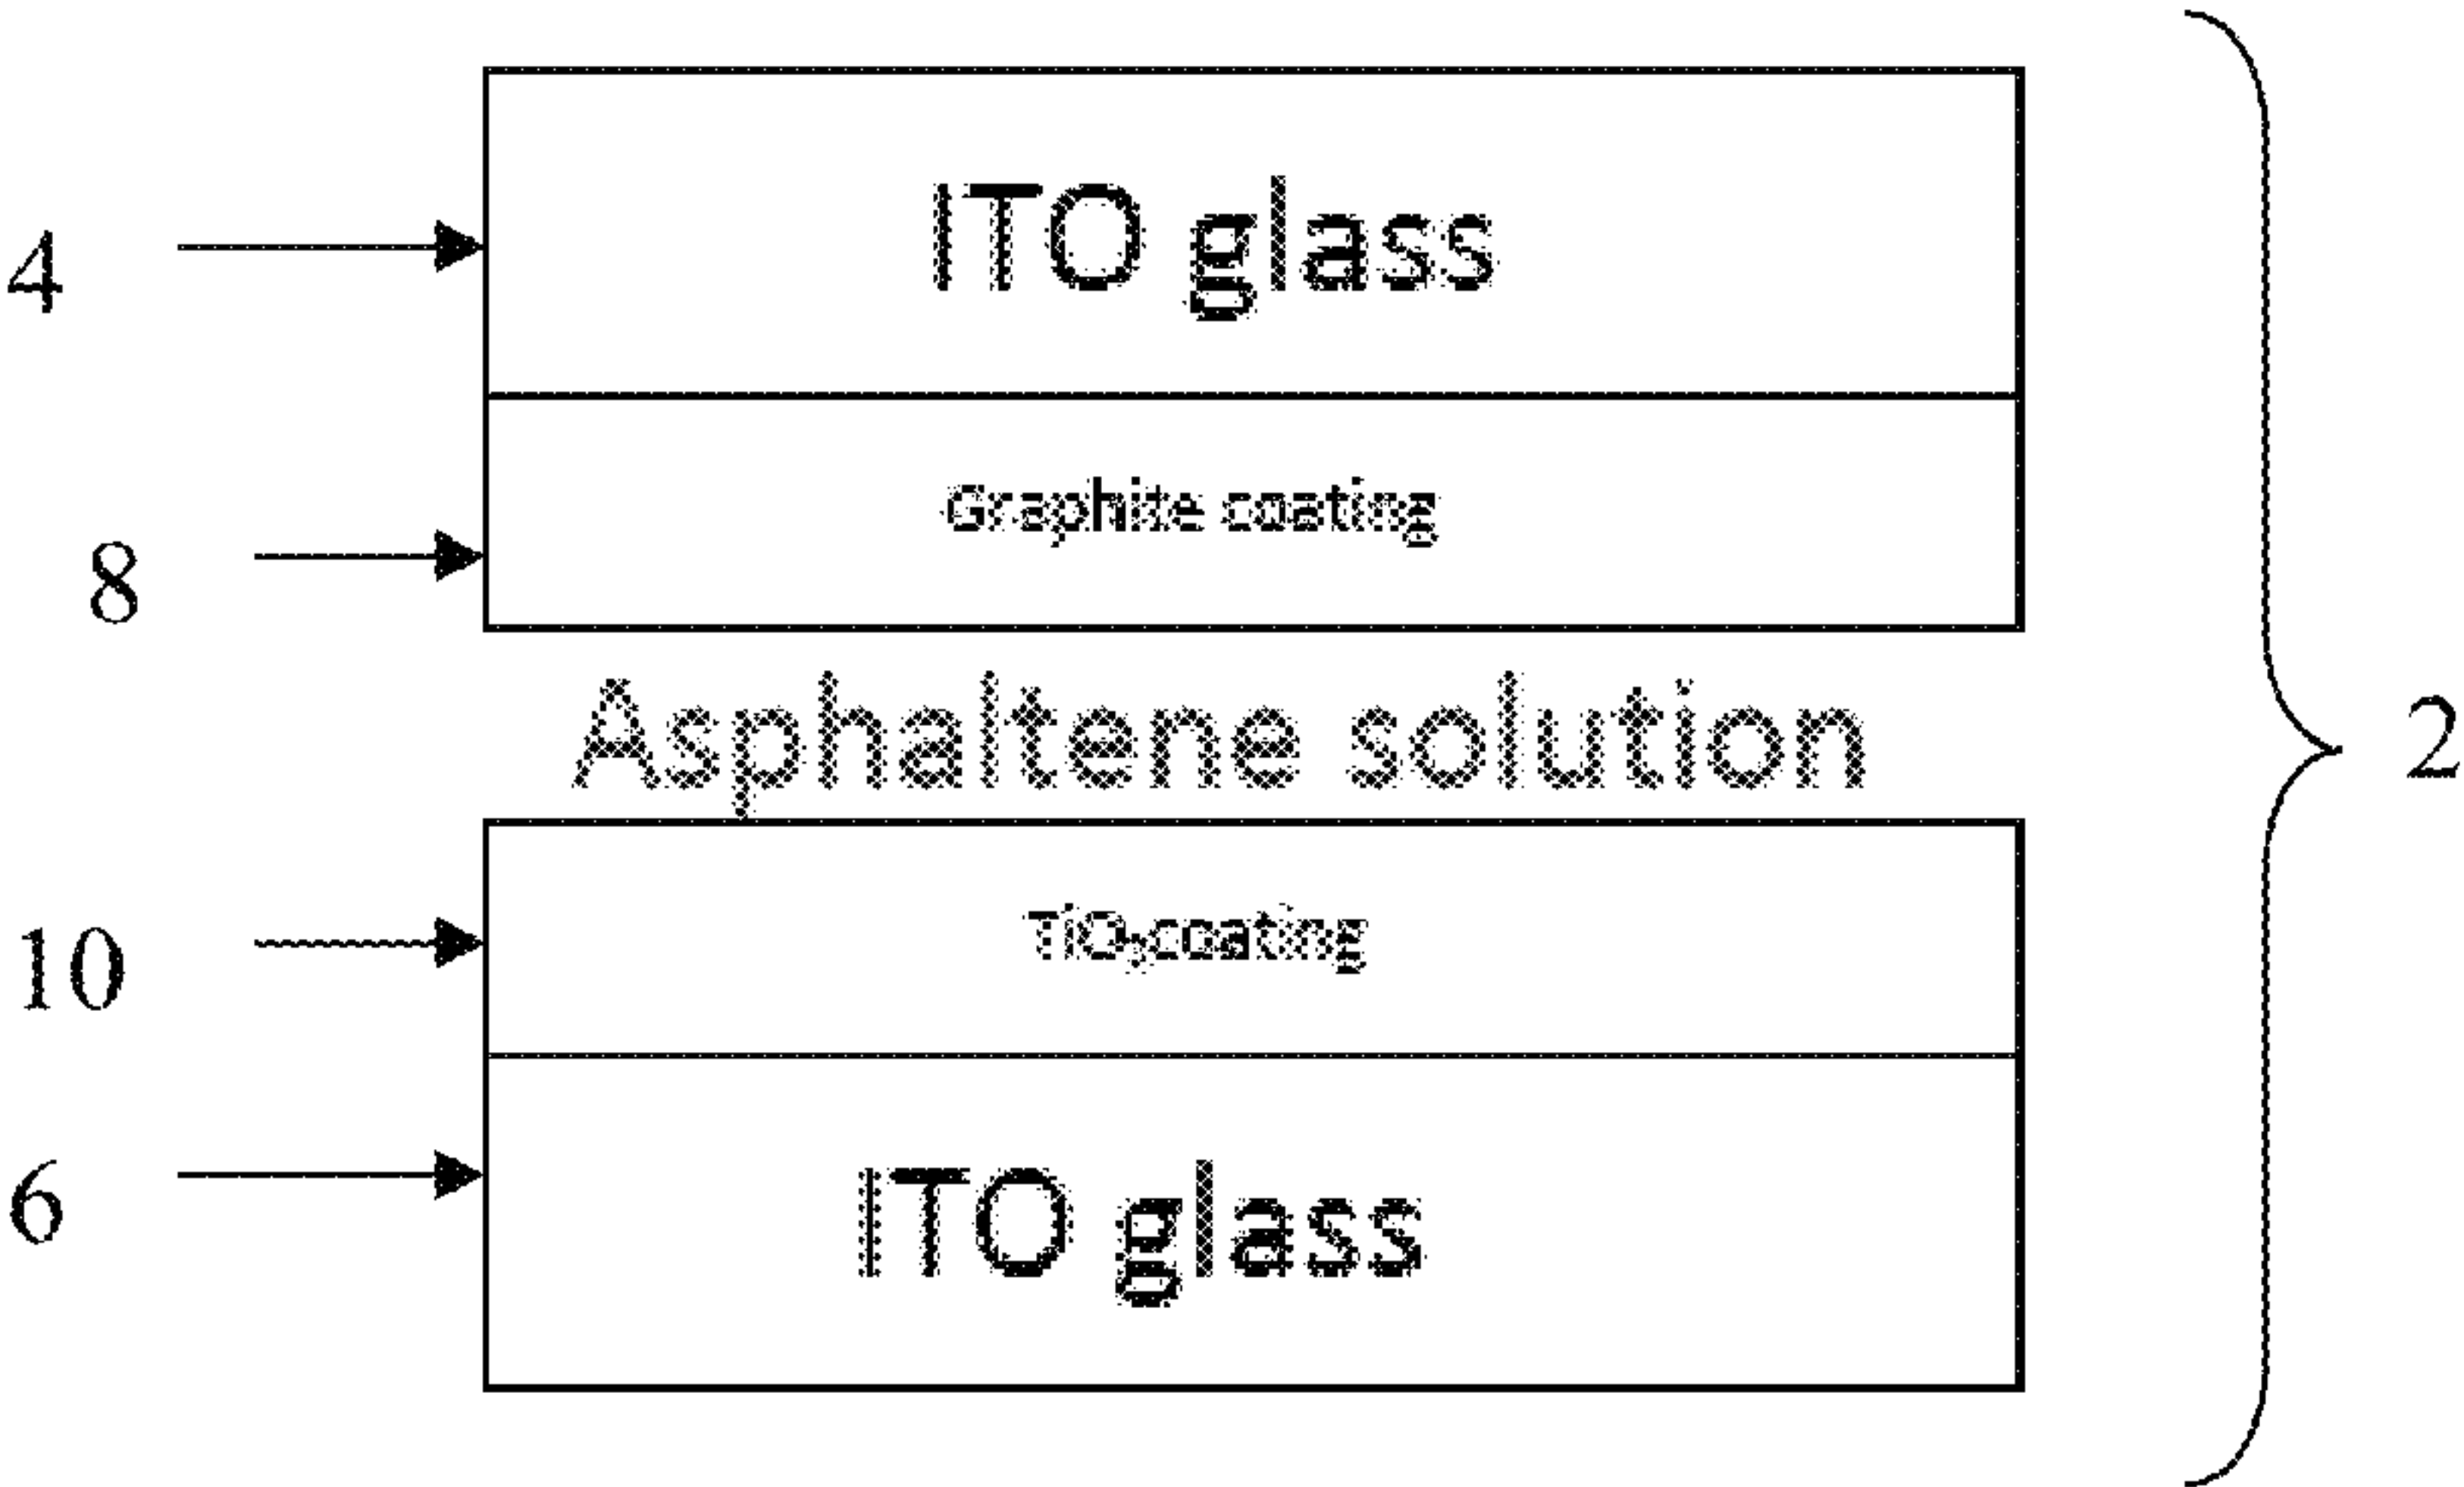 4
ITO glass
8
Graphite coating
Asphaltene solution
2
10
TiO₂ coating
6
ITO glass